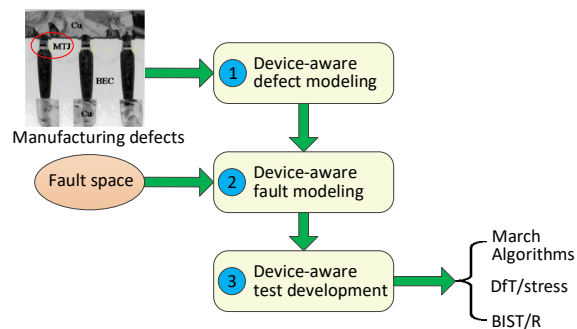 Cu
MTJ
BEC
Cu
Manufacturing defects
1
Device-aware
defect modeling
Fault space
2
Device-aware
fault modeling
3
Device-aware
test development
March
Algorithms
DfT/stress
BIST/R